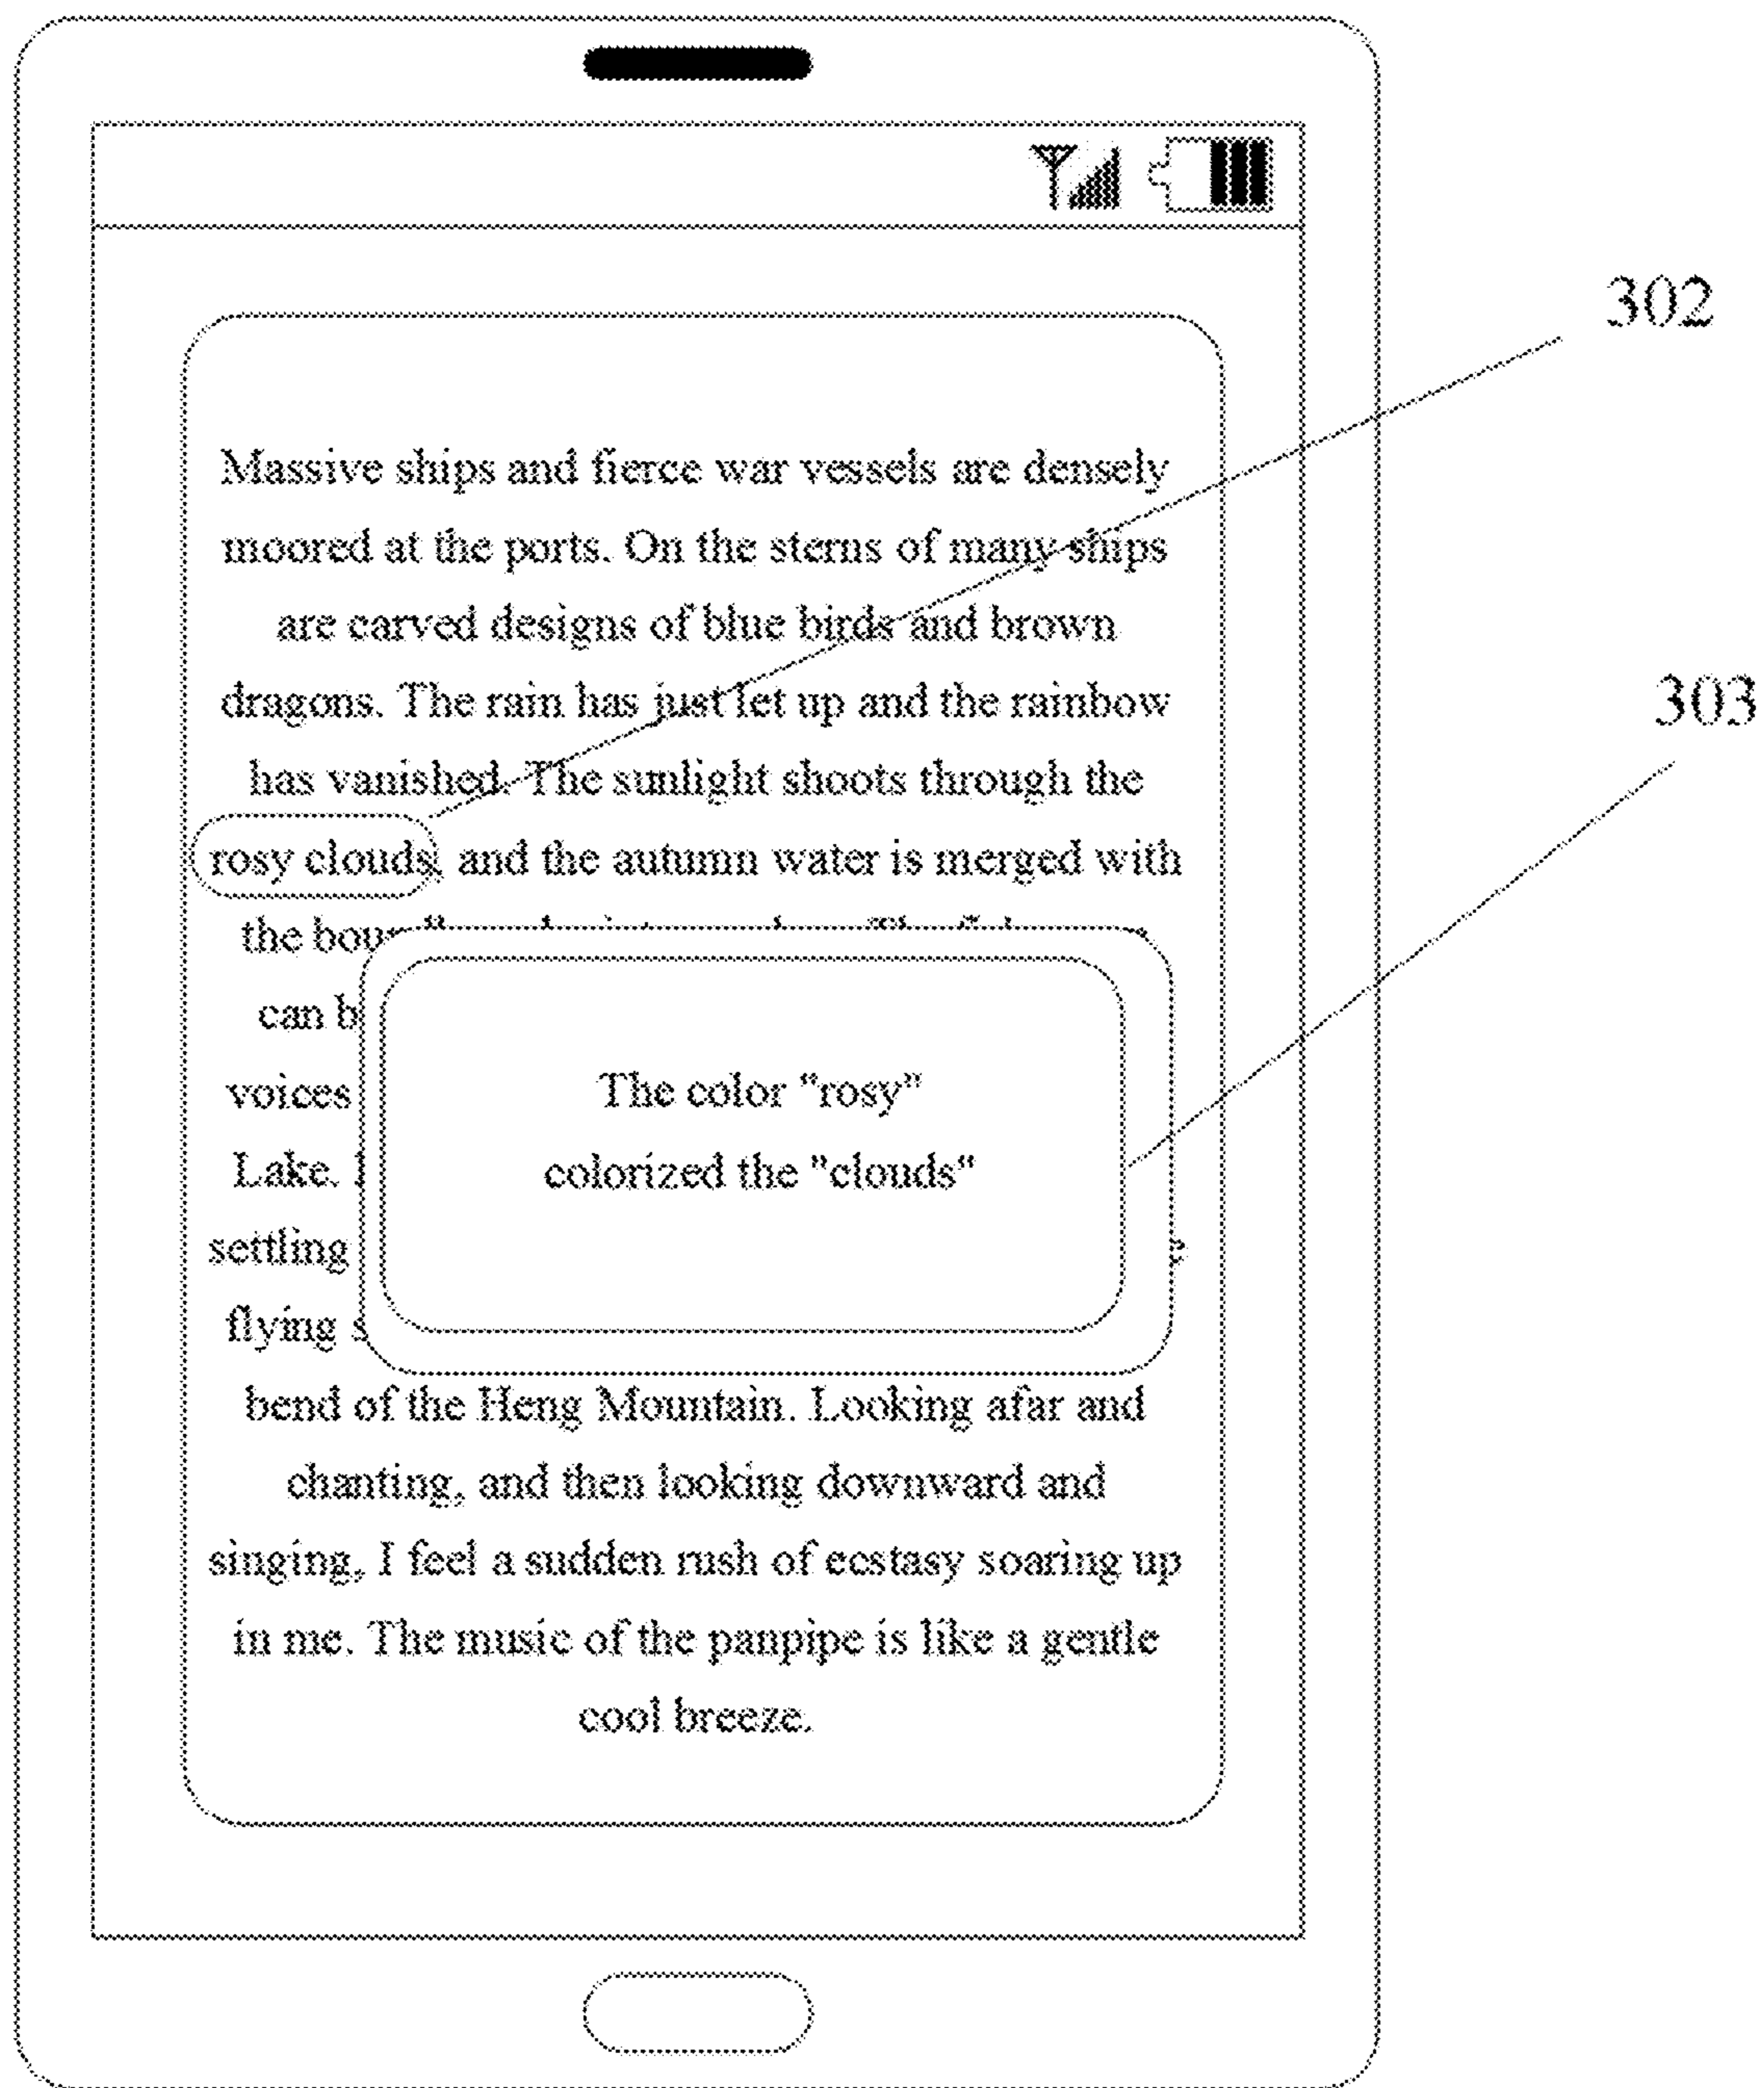 302
Massive ships and fierce war vessels are densely
moored at the ports. On the sterns of many ships
are carved designs of blue birds and brown
dragons. The rain has just let up and the rainbow
303
has vanished. The sunlight shoots through the
rosy clouds, and the autumn water is merged with
the
can
The color "rosy"
voices
colorized the "clouds"
Lake.
settling
flying
bend of the Heng Mountain. Looking afar and
chanting, and then looking downward and
singing, I feel a sudden rush of ecstasy soaring up
in me. The music of the panpipe is like a gentle
cool breeze.